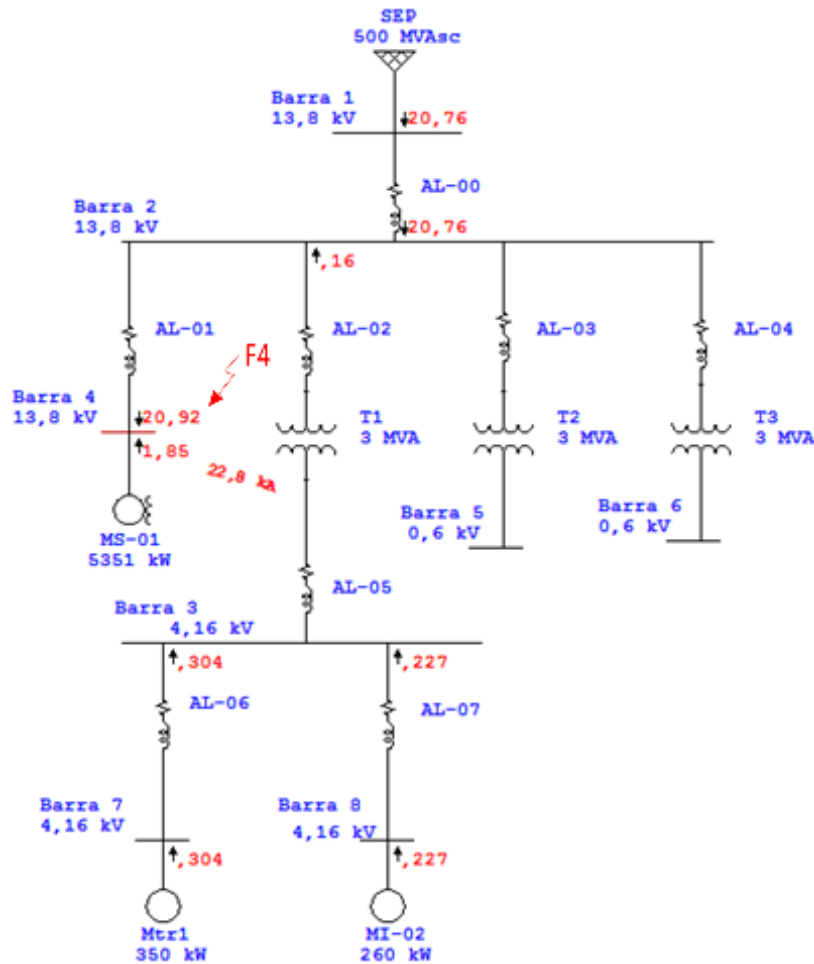 SEP
500 MVAsc
Barra 1
13,8 kV
20,76
AL-00
Barra 2
13,8 kV
20,76
,16
AL-01
AL-02
AL-03
AL-04
F4
Barra 4
13,8 kV
20,92
1,85
22,8 kA
T1
3 MVA
T2
3 MVA
T3
3 MVA
MS-01
5351 kW
Barra 5
0,6 kV
Barra 6
0,6 kV
AL-05
Barra 3
4,16 kV
,304
,227
AL-06
AL-07
Barra 7
4,16 kV
Barra 8
4,16 kV
,304
,227
Mtr1
350 kW
MI-02
260 kW